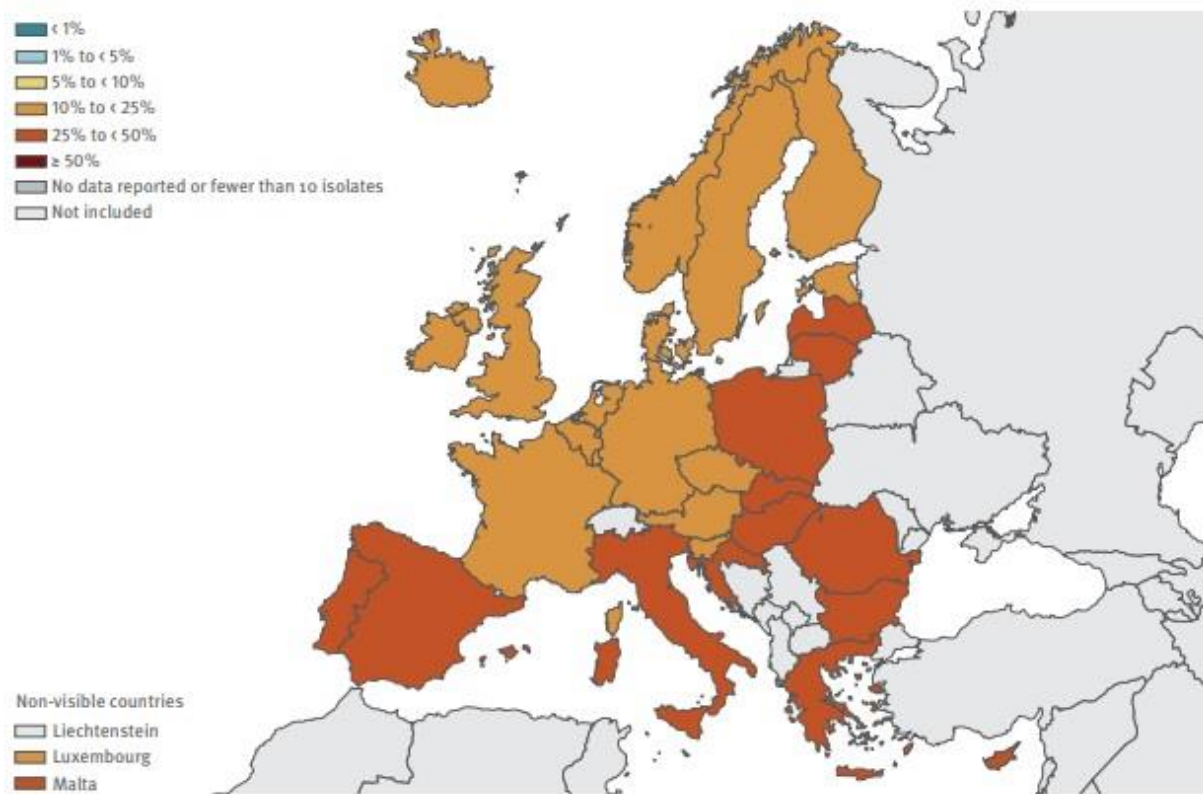 < 1%
1% to < 5%
5% to < 10%
10% to < 25%
25% to < 50%
≥ 50%
No data reported or fewer than 10 isolates
Not included
Non-visible countries
Liechtenstein
Luxembourg
Malta